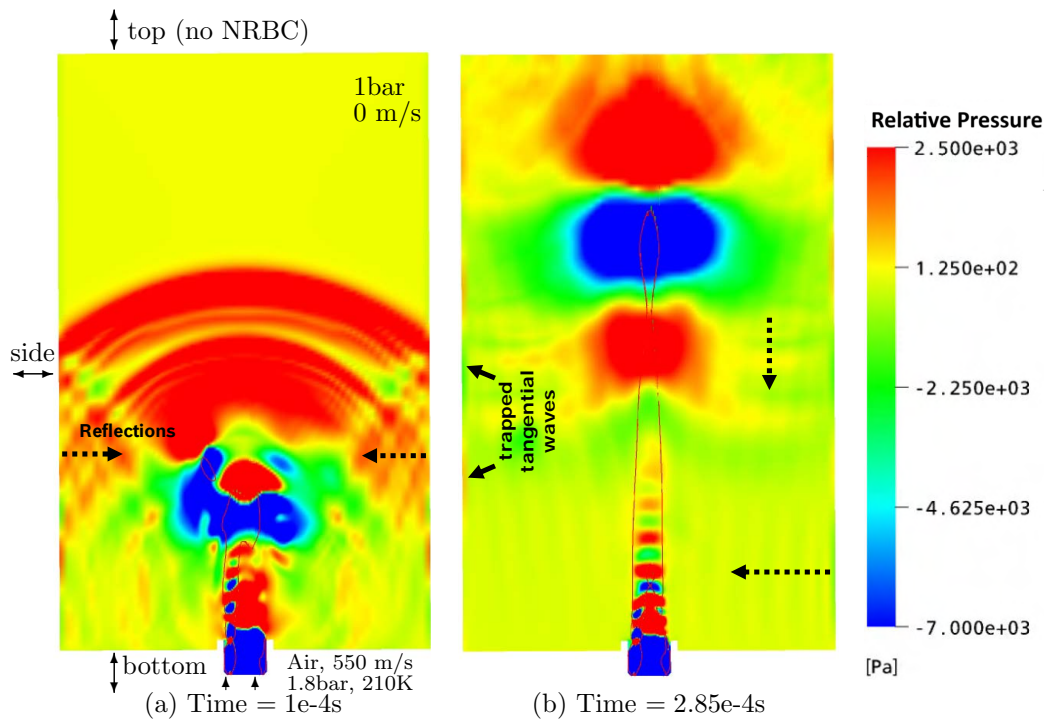 top (no NRBC)
1bar
0 m/s
side
Reflections
bottom
Air, 550 m/s
1.8bar, 210K
(a) Time = 1e-4s
trapped
tangential
waves
(b) Time = 2.85e-4s
Relative Pressure
2.500e+03
1.250e+02
-2.250e+03
-4.625e+03
-7.000e+03
[Pa]